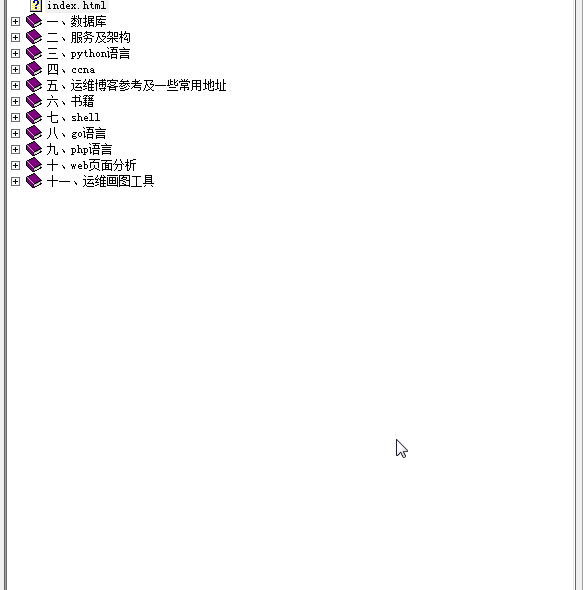 index.html
一、数据库
二、服务及架构
三、python语言
四、ccna
五、运维博客参考及一些常用地址
六、书籍
七、shell
八、go语言
九、php语言
十、web页面分析
十一、运维画图工具